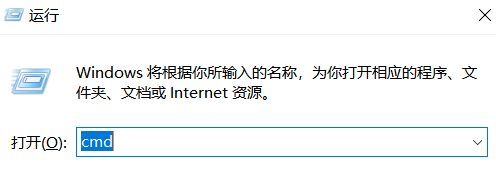 运行
Windows 将根据你所输入的名称，为你打开相应的程序、文
件夹、文档或 Internet 资源。
打开(O): cmd